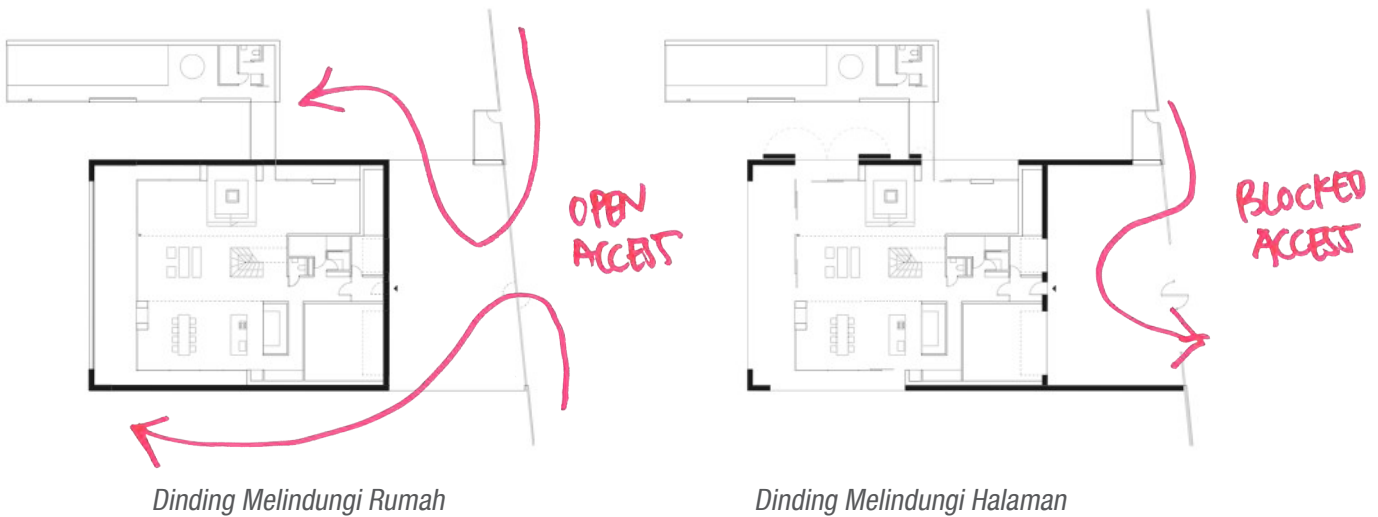 OPEN
ACCESS
BLOCKED
ACCESS
Dinding Melindungi Rumah
Dinding Melindungi Halaman